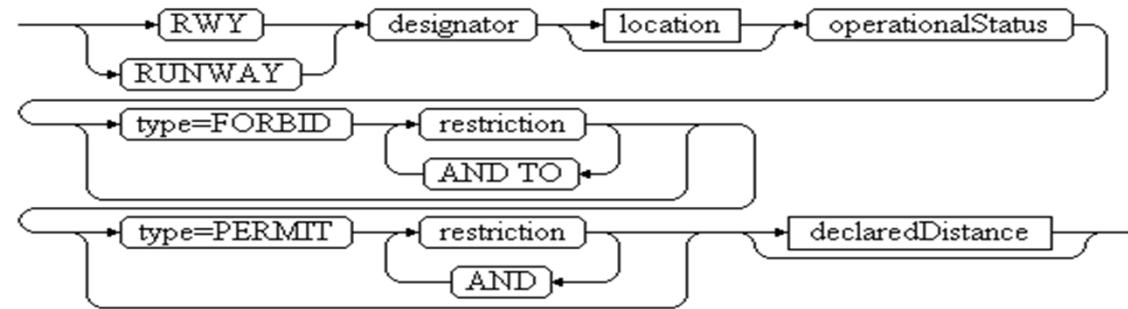 RWY designator location operationalStatus
RUNWAY
type=FORBID restriction
AND TO
type=PERMIT restriction declaredDistance
AND